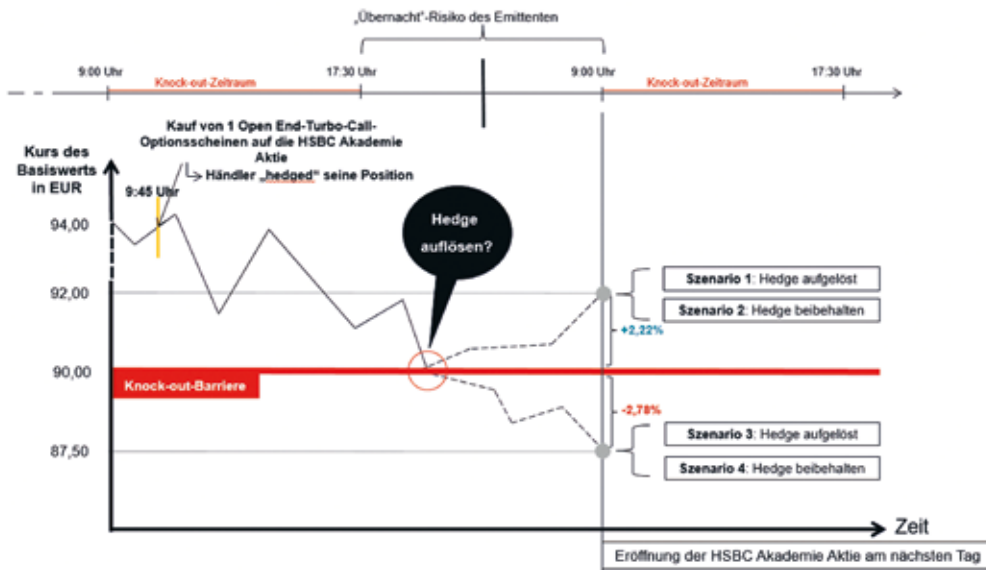 „Übernacht"-Risiko des Emittenten
9:00 Uhr
17:30 Uhr
9:00 Uhr
17:30 Uhr
Knock-out-Zeitraum
Knock-out-Zeitraum
Kauf von 1 Open End-Turbo-Call-
Optionsscheinen auf die HSBC Akademie
Aktie
Händler „hedged" seine Position
Kurs des
Basiswerts
in EUR
9:45 Uhr
94,00
Hedge
auflösen?
92,00
Szenario 1: Hedge aufgelöst
Szenario 2: Hedge beibehalten
+2,22%
90,00
Knock-out-Barriere
-2,78%
Szenario 3: Hedge aufgelöst
87,50
Szenario 4: Hedge beibehalten
Zeit
Eröffnung der HSBC Akademie Aktie am nächsten Tag